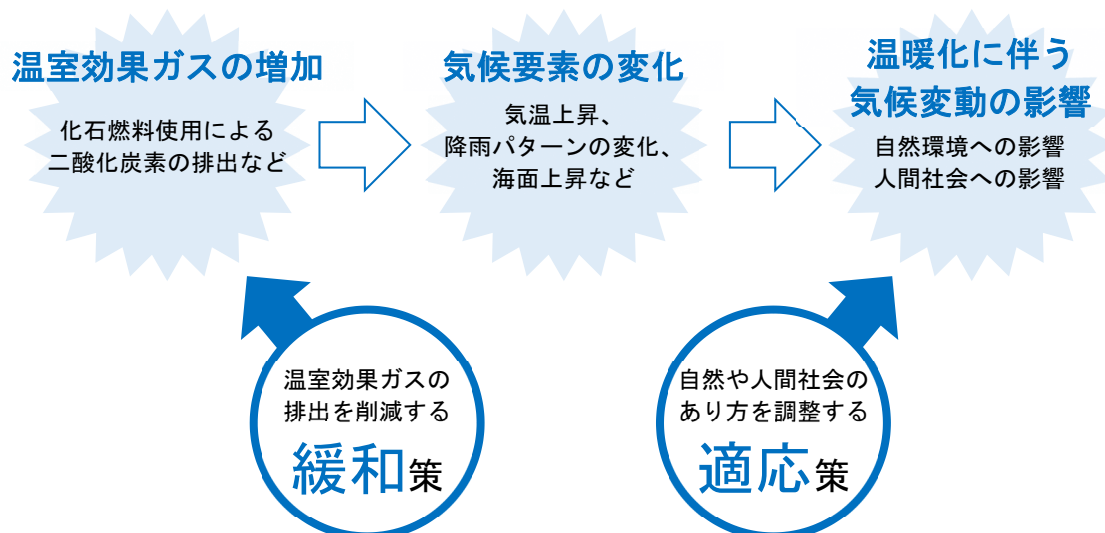 温室効果ガスの増加
化石燃料使用による
二酸化炭素の排出など
気候要素の変化
気温上昇、
降雨パターンの変化、
海面上昇など
温暖化に伴う
気候変動の影響
自然環境への影響
人間社会への影響
温室効果ガスの
排出を削減する
緩和策
自然や人間社会の
あり方を調整する
適応策